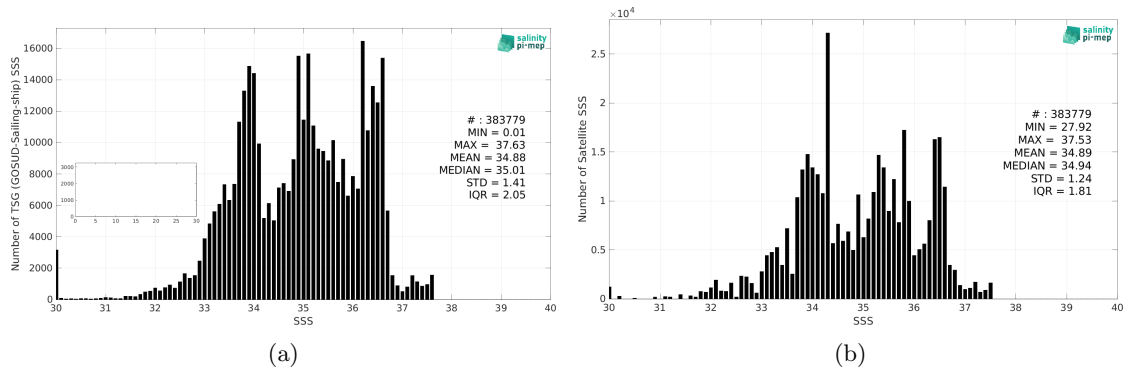 Number of TSG (GOSUD-Sailing-ship) SSS
16000
14000
12000
10000
8000
6000
4000
2000
0
30 31 32 33 34 35 36 37 38 39 40
SSS
3000
2000
1000
0
0 5 10 15 20 25 30
salinity
pi-mep
# : 383779
MIN = 0.01
MAX = 37.63
MEAN = 34.88
MEDIAN = 35.01
STD = 1.41
IQR = 2.05
(a)
Number of Satellite SSS
×10⁴
2.5
2
1.5
1
0.5
0
30 31 32 33 34 35 36 37 38 39 40
SSS
salinity
pi-mep
# : 383779
MIN = 27.92
MAX = 37.53
MEAN = 34.89
MEDIAN = 34.94
STD = 1.24
IQR = 1.81
(b)